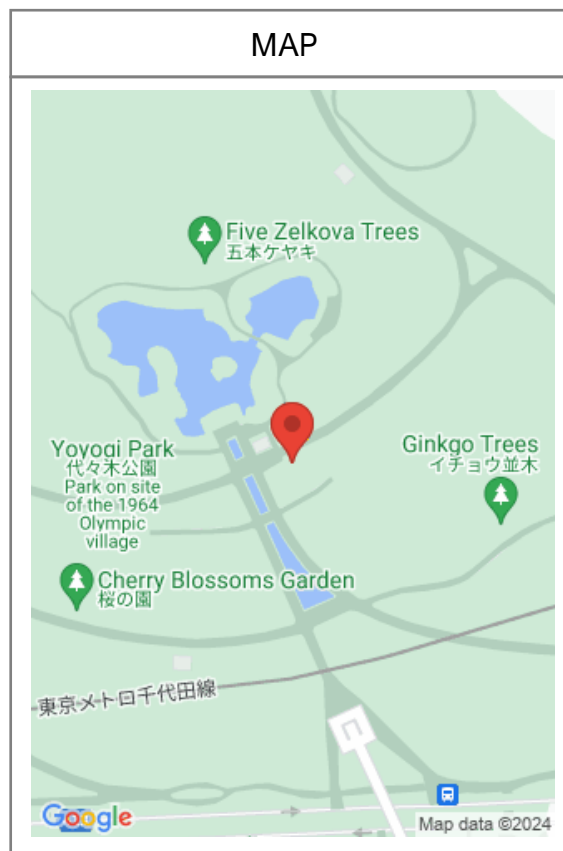 MAP
Five Zelkova Trees
五本ケヤキ
Yoyogi Park
代々木公園
Park on site
of the 1964
Olympic
village
Ginkgo Trees
イチョウ並木
Cherry Blossoms Garden
桜の園
東京メトロ千代田線
Google
Map data ©2024